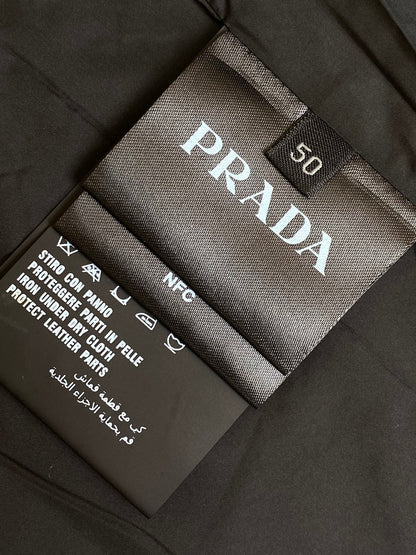 PRADA
50
NFC
STIRO CON PANNO
PROTEGGERE PARTI IN PELLE
IRON UNDER DRY CLOTH
PROTECT LEATHER PARTS
كي مع قطعة قماش
قم بحماية الاجزاء الجلدية